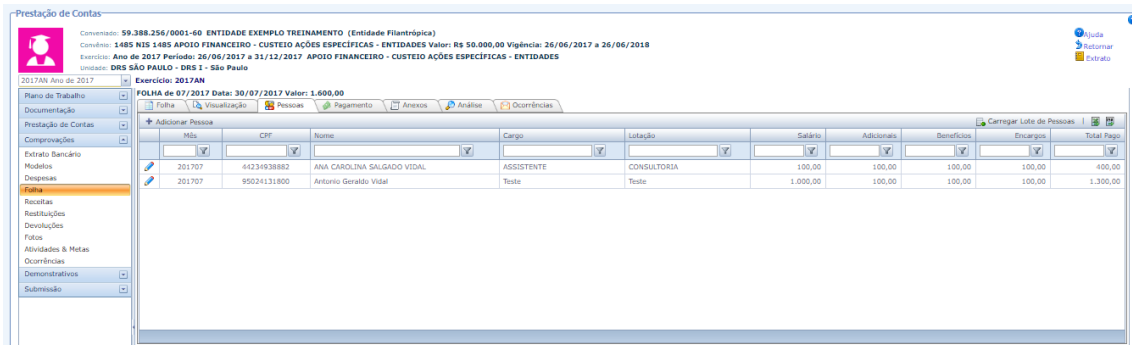 Prestação de Contas
Conveniado: 59.388.256/0001-60 ENTIDADE EXEMPLO TREINAMENTO (Entidade Filantrópica)
Convênio: 1485 NIS 1485 APOIO FINANCEIRO - CUSTEIO AÇÕES ESPECÍFICAS - ENTIDADES Valor: R$ 50.000,00 Vigência: 26/06/2017 a 26/06/2018
Exercício: Ano de 2017 Período: 26/06/2017 a 31/12/2017 APOIO FINANCEIRO - CUSTEIO AÇÕES ESPECÍFICAS - ENTIDADES
Unidade: DRS SÃO PAULO - DRS I - São Paulo
Ajuda
Retornar
Extrato
2017AN Ano de 2017 Exercício: 2017AN
Plano de Trabalho
Documentação
Prestação de Contas
Comprovações
Extrato Bancário
Modelos
Despesas
Folha
Receitas
Restituições
Devoluções
Fotos
Atividades & Metas
Ocorrências
Demonstrativos
Submissão
FOLHA de 07/2017 Data: 30/07/2017 Valor: 1.600,00
Folha Visualização Pessoas Pagamento Anexos Análise Ocorrências
Adicionar Pessoa Carregar Lote de Pessoas
Mês CPF Nome Cargo Lotação Salário Adicionais Benefícios Encargos Total Pago
201707 44234938882 ANA CAROLINA SALGADO VIDAL ASSISTENTE CONSULTORIA 100,00 100,00 100,00 100,00 400,00
201707 95024131800 Antonio Geraldo Vidal Teste Teste 1.000,00 100,00 100,00 100,00 1.300,00